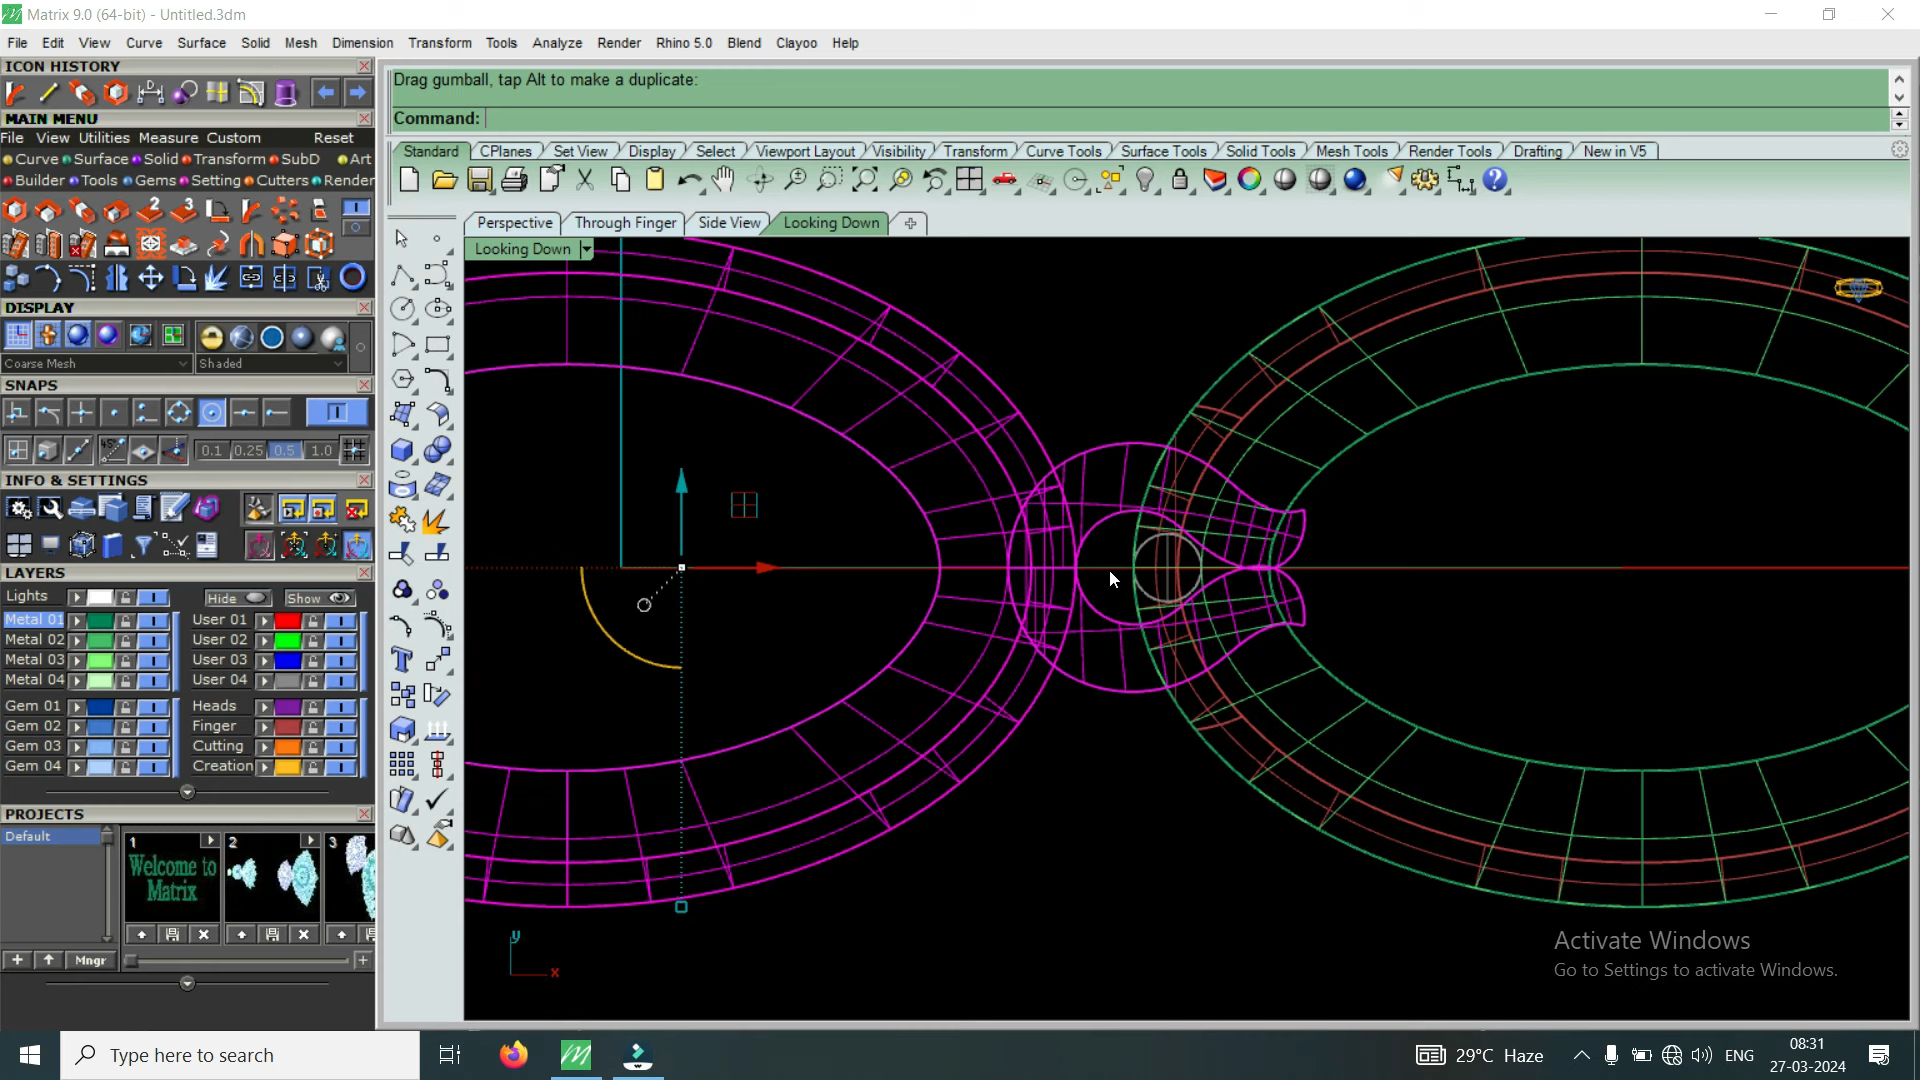 Matrix 9.0 (64-bit) - Untitled.3dm
File Edit View Curve Surface Solid Mesh Dimension Transform Tools Analyze Render Rhino 5.0 Blend Clayoo Help
ICON HISTORY
Drag gumball, tap Alt to make a duplicate:
Command:
MAIN MENU
File View Utilities Measure Custom Reset
Curve Surface Solid Transform SubD Art
Builder Tools Gems Setting Cutters Render
Standard CPlanes Set View Display Select Viewport Layout Visibility Transform Curve Tools Surface Tools Solid Tools Mesh Tools Render Tools Drafting New in V5
Perspective Through Finger Side View Looking Down
Looking Down
DISPLAY
Coarse Mesh Shaded
SNAPS
0.1 0.25 0.5 1.0
INFO & SETTINGS
LAYERS
Lights Hide Show
Metal 01 User 01
Metal 02 User 02
Metal 03 User 03
Metal 04 User 04
Gem 01 Heads
Gem 02 Finger
Gem 03 Cutting
Gem 04 Creation
PROJECTS
Default
1 2 3
Welcome to Matrix
Mngr
y
x
Activate Windows
Go to Settings to activate Windows.
Type here to search
29°C Haze
ENG
08:31
27-03-2024